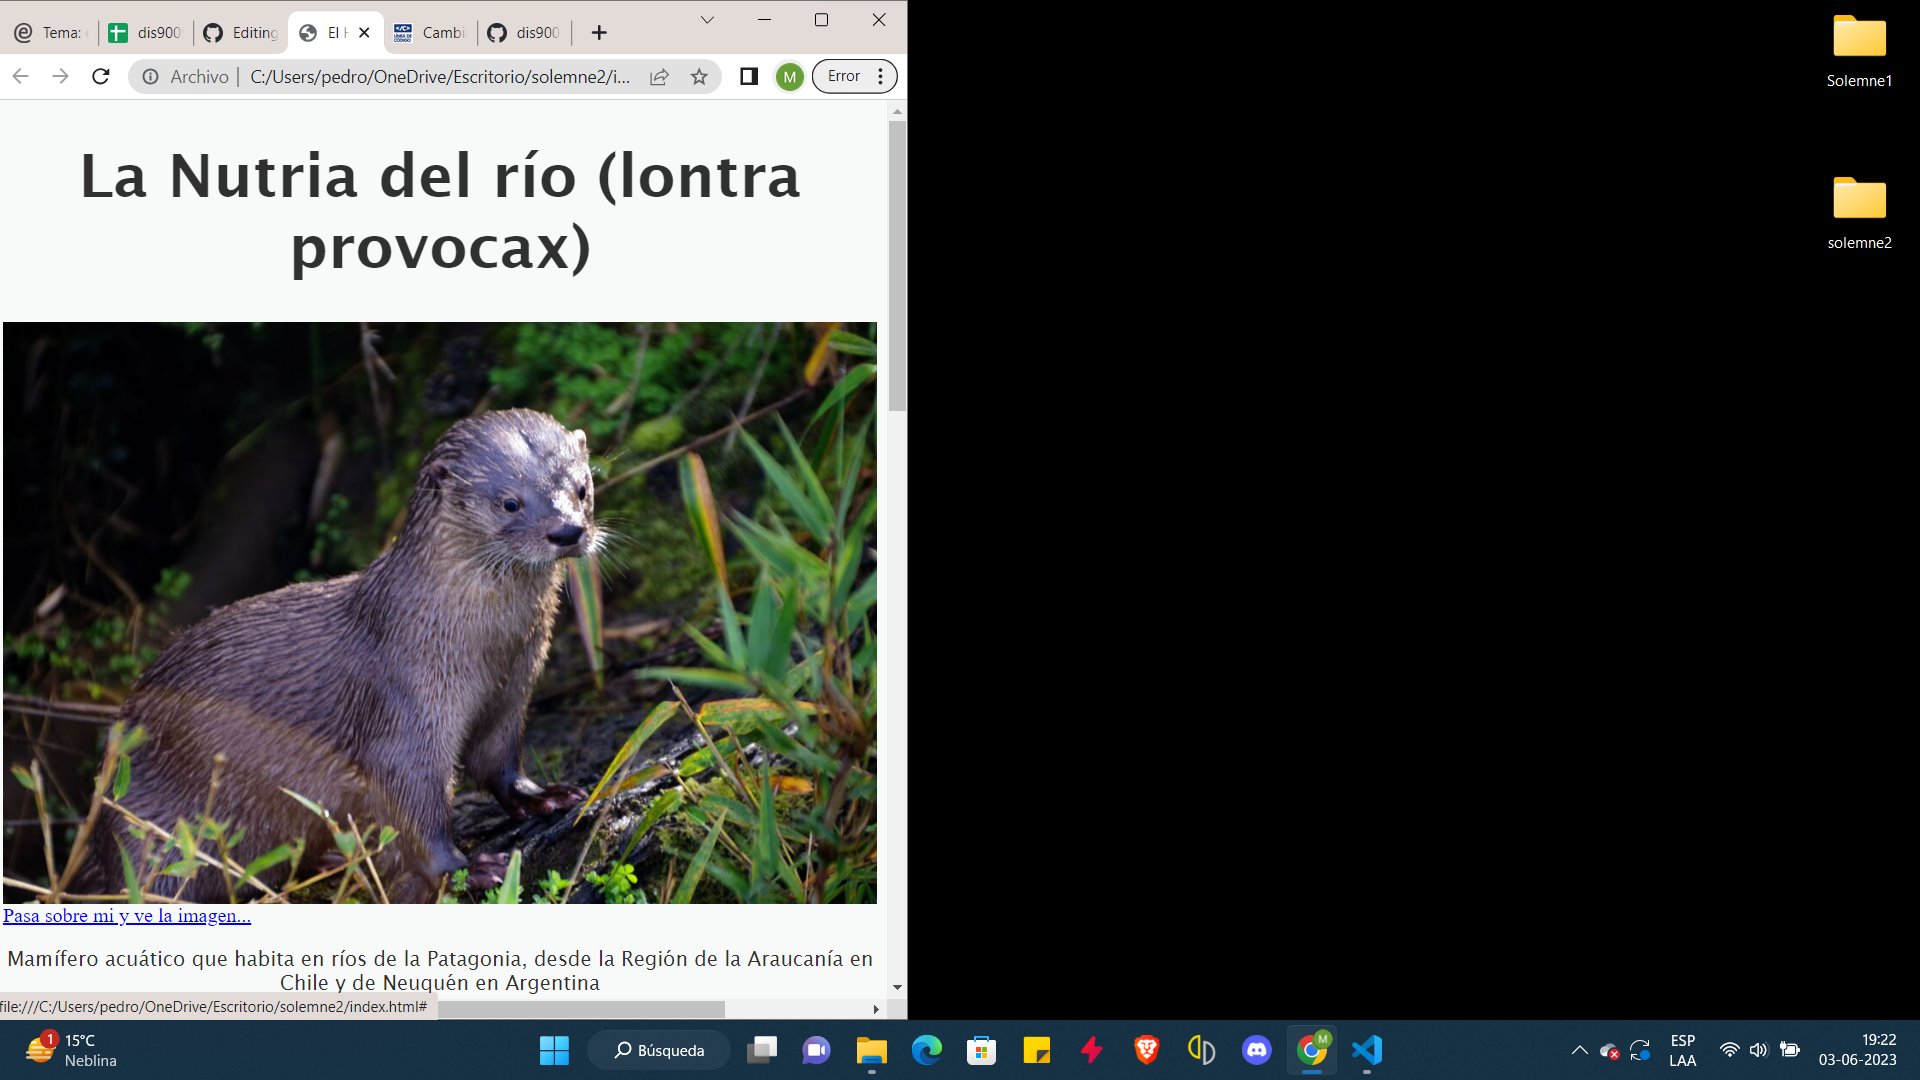 Tema:
dis900
Editing
El
Cambi
dis900
Archivo
C:/Users/pedro/OneDrive/Escritorio/solemne2/i...
M
Error
La Nutria del río (lontra
provocax)
Pasa sobre mi y ve la imagen...
Mamífero acuático que habita en ríos de la Patagonia, desde la Región de la Araucanía en
Chile y de Neuquén en Argentina
file:///C:/Users/pedro/OneDrive/Escritorio/solemne2/index.html#
Solemne1
solemne2
1
15°C
Neblina
Búsqueda
M
ESP
LAA
19:22
03-06-2023